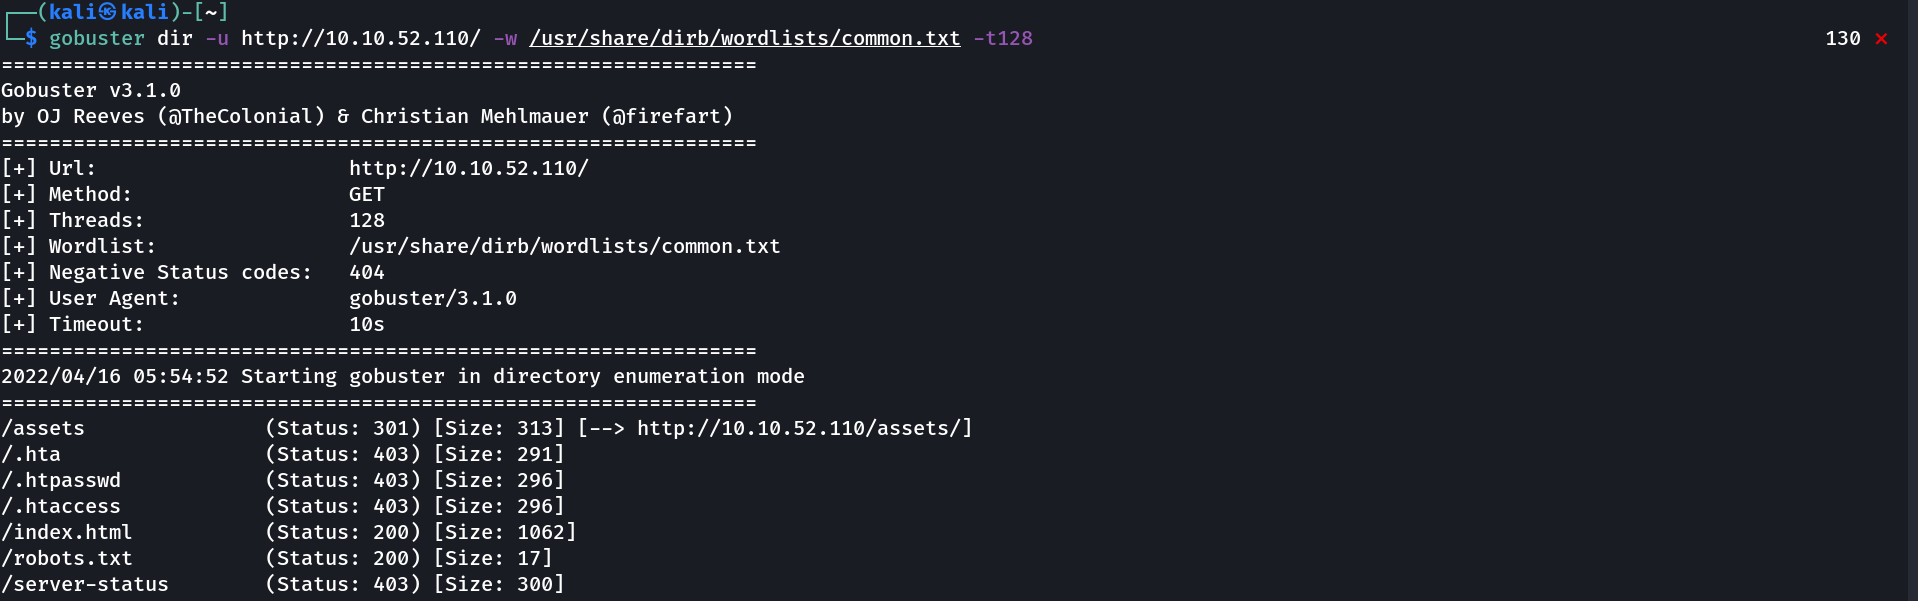 ┌──(kali㉿kali)-[~]
└─$ gobuster dir -u http://10.10.52.110/ -w /usr/share/dirb/wordlists/common.txt -t128 130 ⨯
===============================================================
Gobuster v3.1.0
by OJ Reeves (@TheColonial) & Christian Mehlmauer (@firefart)
===============================================================
[+] Url: http://10.10.52.110/
[+] Method: GET
[+] Threads: 128
[+] Wordlist: /usr/share/dirb/wordlists/common.txt
[+] Negative Status codes: 404
[+] User Agent: gobuster/3.1.0
[+] Timeout: 10s
===============================================================
2022/04/16 05:54:52 Starting gobuster in directory enumeration mode
===============================================================
/assets (Status: 301) [Size: 313] [--> http://10.10.52.110/assets/]
/.hta (Status: 403) [Size: 291]
/.htpasswd (Status: 403) [Size: 296]
/.htaccess (Status: 403) [Size: 296]
/index.html (Status: 200) [Size: 1062]
/robots.txt (Status: 200) [Size: 17]
/server-status (Status: 403) [Size: 300]